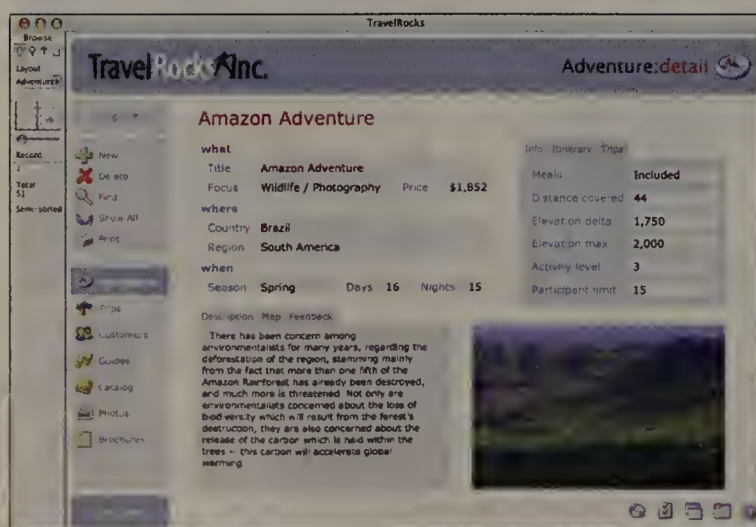 TravelRocks
Browse
Layout
Adventure
Record:
1
Total:
51
Semi-sorted
TravelRocks Inc.
Adventure:detail
New
Delete
Find
Show All
Print
Trips
Customers
Guides
Catalog
Photos
Brochures
Amazon Adventure
what
Title Amazon Adventure
Focus Wildlife / Photography Price $1,852
where
Country Brazil
Region South America
when
Season Spring Days 16 Nights 15
Info Itinerary Trips
Meals Included
Distance covered 44
Elevation delta 1,750
Elevation max 2,000
Activity level 3
Participant limit 15
Description Map Feedback
There has been concern among
environmentalists for many years, regarding the
deforestation of the region, stemming mainly
from the fact that more than one fifth of the
Amazon Rainforest has already been destroyed,
and much more is threatened. Not only are
environmentalists concerned about the loss of
biodiversity which will result from the forest's
destruction, they are also concerned about the
release of the carbon which is held within the
trees -- this carbon will accelerate global
warming